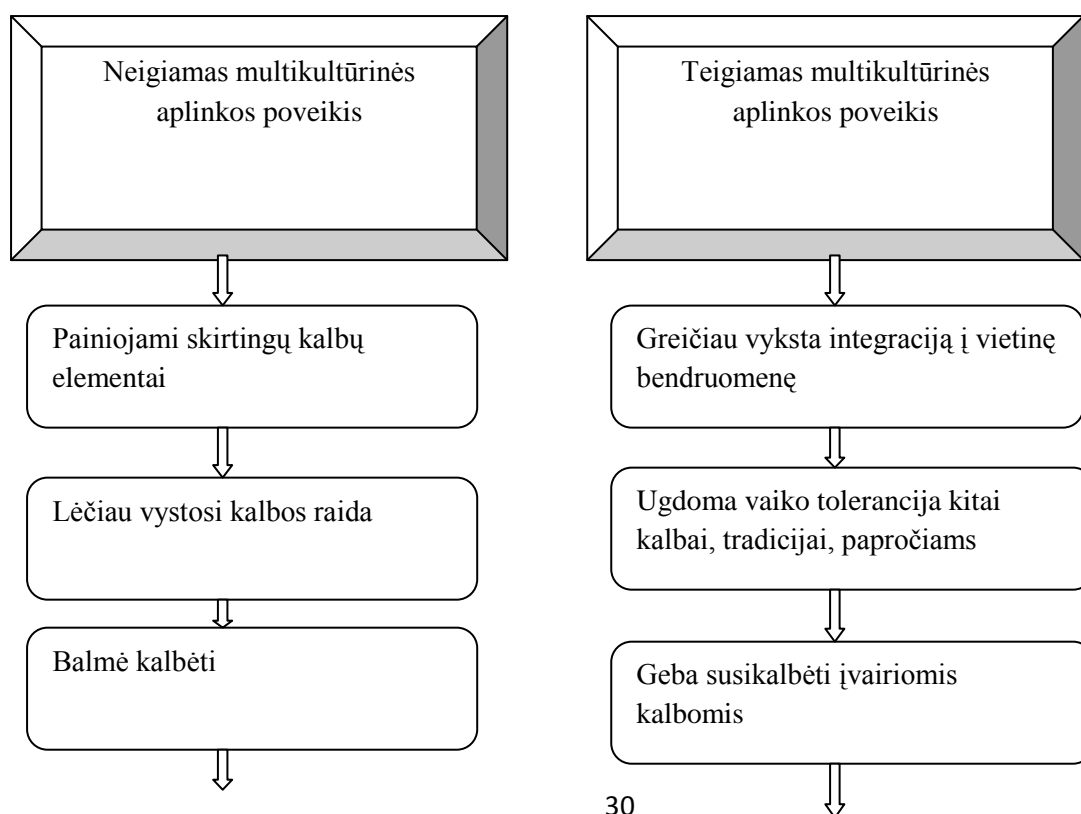 Neigiamas multikultūrinės
aplinkos poveikis
Painiojami skirtingų kalbų
elementai
Lėčiau vystosi kalbos raida
Balmė kalbėti
Teigiamas multikultūrinės
aplinkos poveikis
Greičiau vyksta integraciją į vietinę
bendruomenę
Ugdoma vaiko tolerancija kitai
kalbai, tradicijai, papročiams
Geba susikalbėti įvairiomis
kalbomis
30